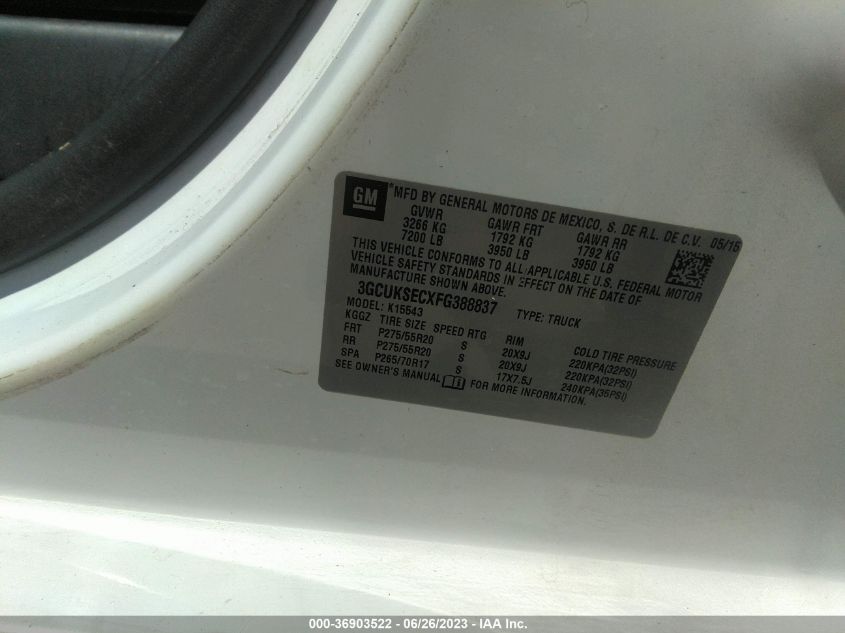 GM
®MFD BY GENERAL MOTORS DE MEXICO, S. DE R.L. DE C.V. 05/15
GVWR GAWR FRT GAWR RR
3266 KG 1792 KG 1792 KG
7200 LB 3950 LB 3950 LB
THIS VEHICLE CONFORMS TO ALL APPLICABLE U.S. FEDERAL MOTOR
VEHICLE SAFETY STANDARDS IN EFFECT ON THE DATE OF
MANUFACTURE SHOWN ABOVE.
3GCUKSECXFG388837 TYPE: TRUCK
MODEL: K15543
KGGZ TIRE SIZE SPEED RTG RIM COLD TIRE PRESSURE
FRT P275/55R20 S 20X9J 220KPA(32PSI)
RR P275/55R20 S 20X9J 220KPA(32PSI)
SPA P265/70R17 S 17X7.5J 240KPA(35PSI)
SEE OWNER'S MANUAL FOR MORE INFORMATION.
000-36903522 - 06/26/2023 - IAA Inc.